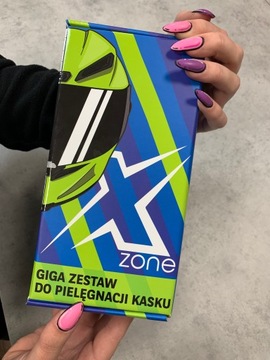 X
zone
GIGA ZESTAW
DO PIELĘGNACJI KASKU